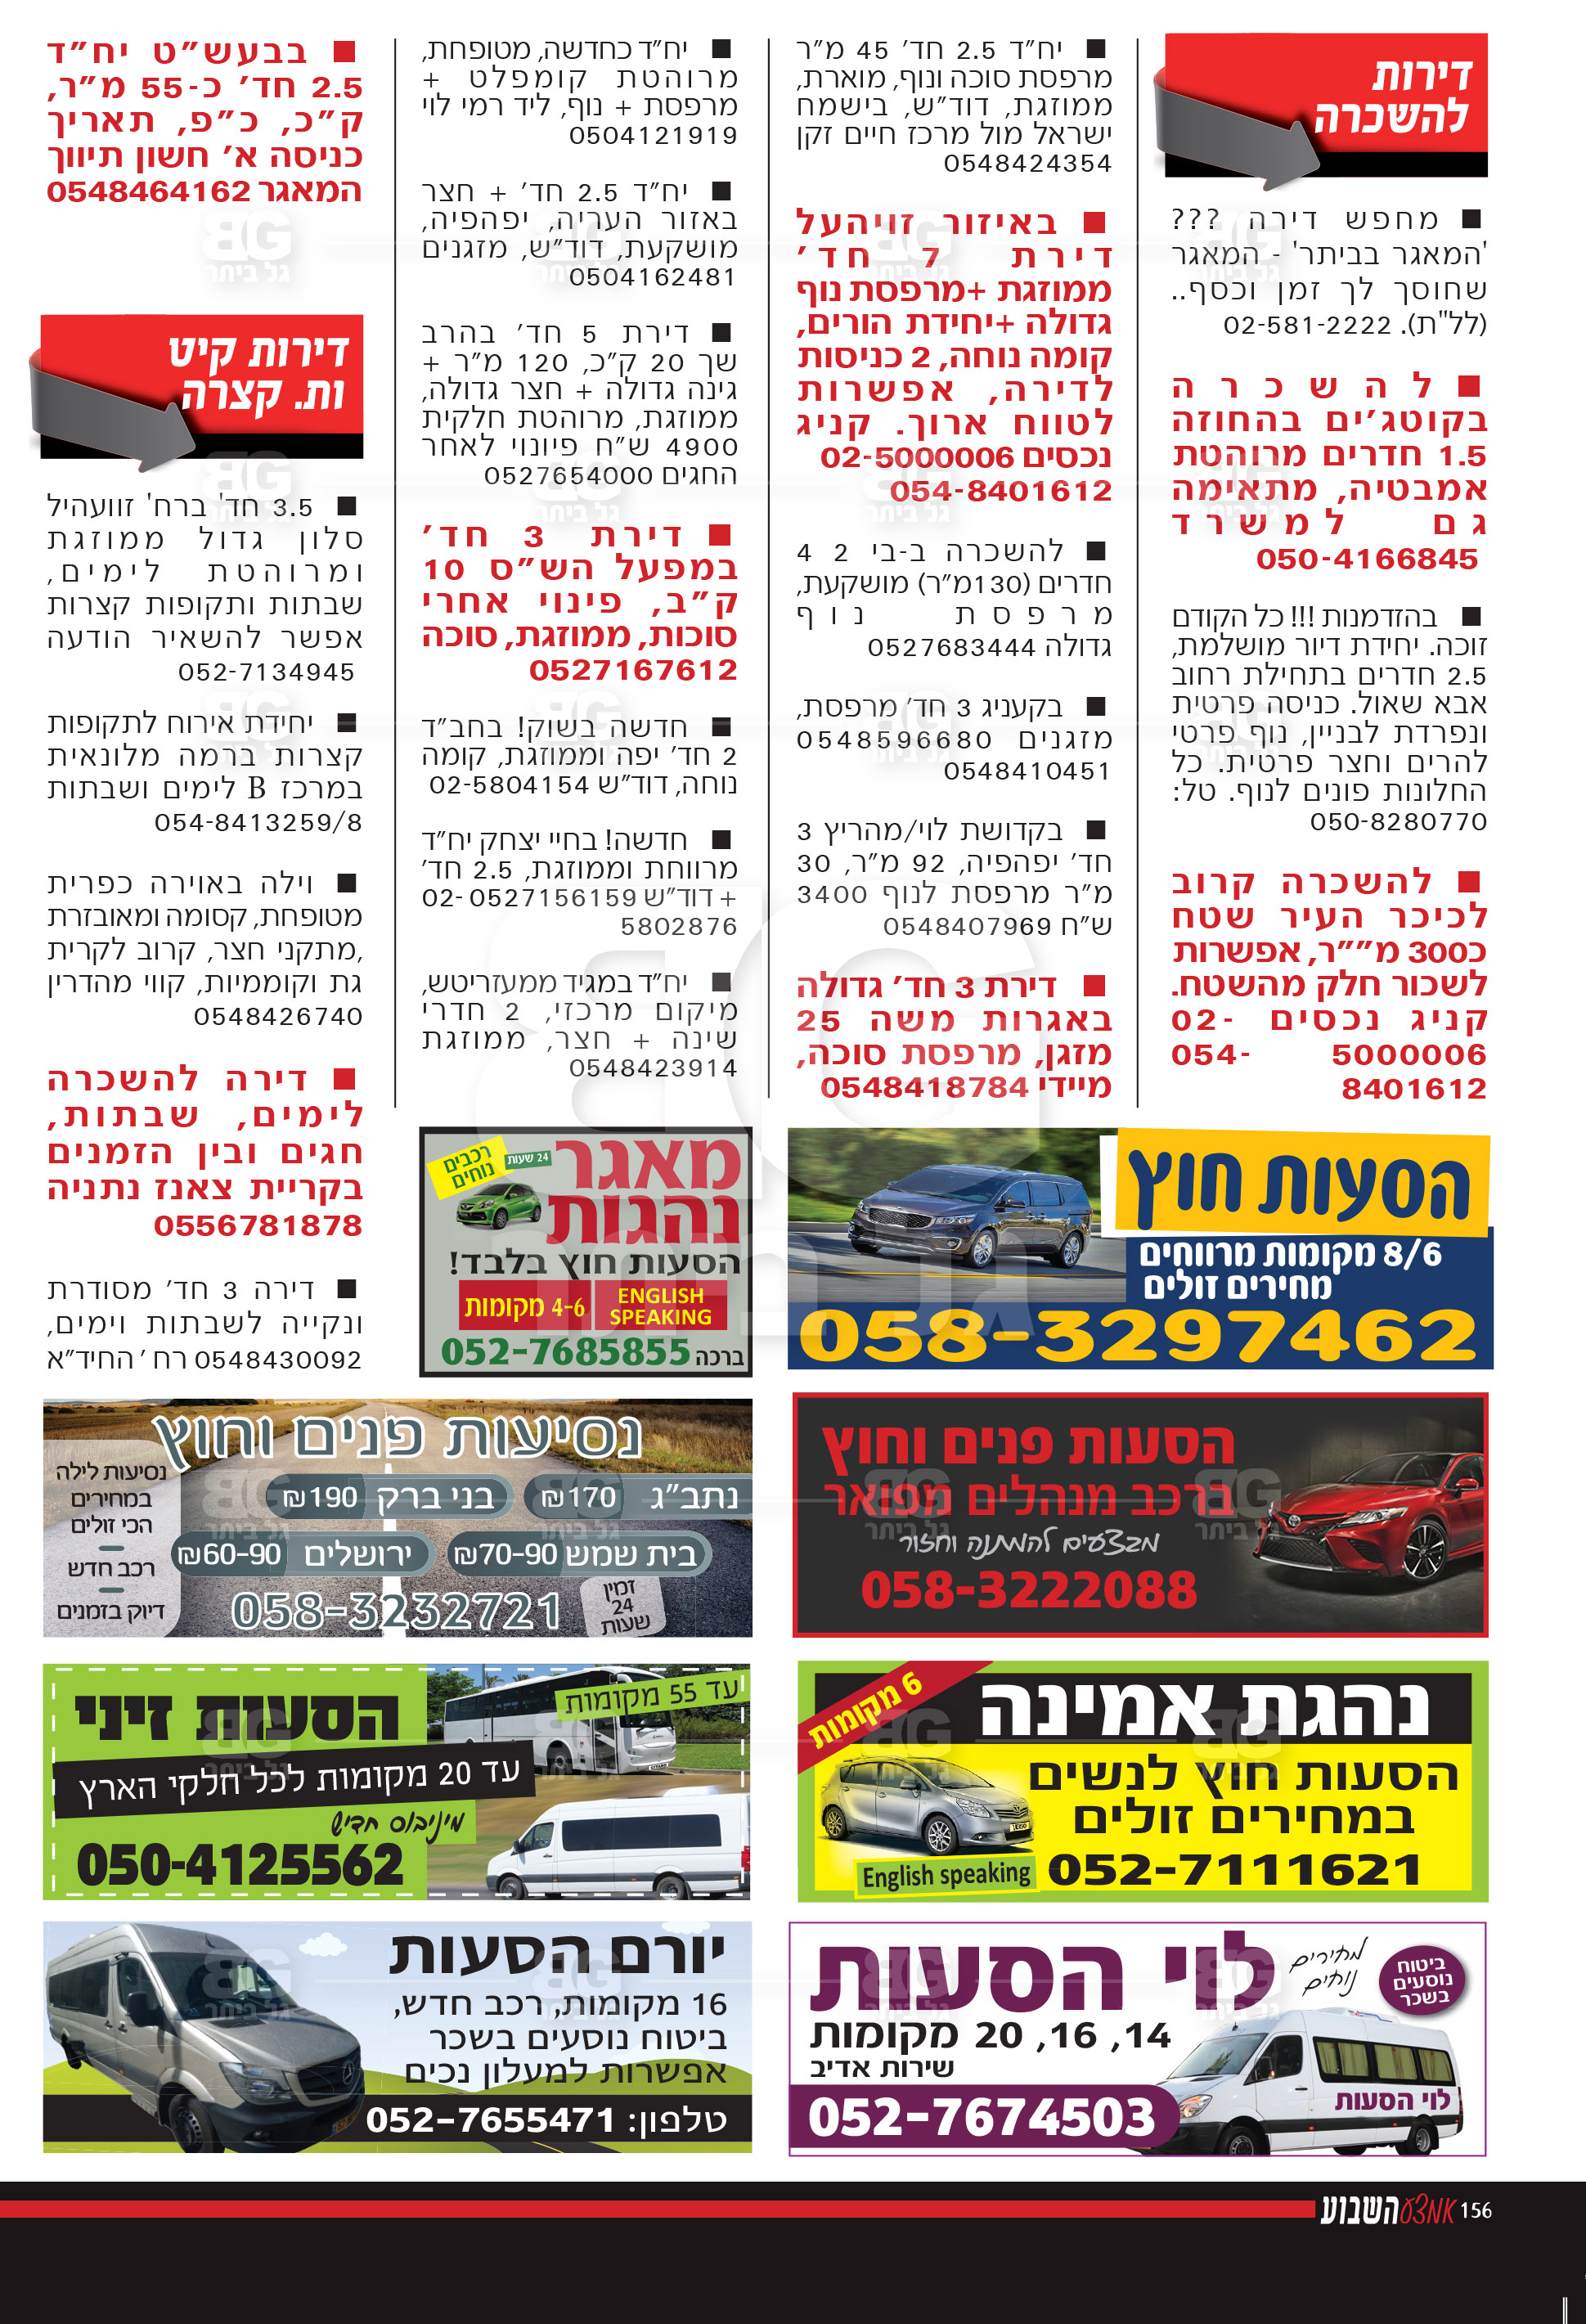 דירות
להשכרה
■ מחפש דירה ???
'המאגר בביתר' - המאגר
שחוסך לך זמן וכסף..
(לל"ת). 02-581-2222
■ להשכרה
בקוטג׳ים בהחוזה
1.5 חדרים מרוהטת
אמבטיה, מתאימה
גם למשרד
050-4166845
■ בהזדמנות !!! כל הקודם
זוכה. יחידת דיור מושלמת,
2.5 חדרים בתחילת רחוב
אבא שאול. כניסה פרטית
ונפרדת לבניין, נוף פרטי
להרים וחצר פרטית. כל
החלונות פונים לנוף. טל:
050-8280770
■ להשכרה קרוב
לכיכר העיר שטח
כ300 מ״״ר, אפשרות
לשכור חלק מהשטח.
קניג נכסים 02-
5000006 054-
8401612
■ יח״ד 2.5 חד׳ 45 מ״ר
מרפסת סוכה ונוף, מוארת,
ממוזגת, דוד״ש, בישמח
ישראל מול מרכז חיים זקן
0548424354
■ באיזור זויהעל
דירת 7 חד׳
ממוזגת +מרפסת נוף
גדולה +יחידת הורים,
קומה נוחה, 2 כניסות
לדירה, אפשרות
לטווח ארוך. קניג
נכסים 02-5000006
054-8401612
■ להשכרה ב-בי 2 4
חדרים (130מ״ר) מושקעת,
מרפסת נוף
גדולה 0527683444
■ בקעניג 3 חד׳ מרפסת,
מזגנים 0548596680
0548410451
■ בקדושת לוי/מהריץ 3
חד׳ יפהפיה, 92 מ״ר, 30
מ״ר מרפסת לנוף 3400
ש״ח 0548407969
■ דירת 3 חד׳ גדולה
באגרות משה 25
מזגן, מרפסת סוכה,
מיידי 0548418784
■ יח״ד כחדשה, מטופחת,
מרוהטת קומפלט +
מרפסת + נוף, ליד רמי לוי
0504121919
■ יח״ד 2.5 חד׳ + חצר
באזור העריה, יפהפיה,
מושקעת, דוד״ש, מזגנים
0504162481
■ דירת 5 חד׳ בהרב
שך 20 ק״כ, 120 מ״ר +
גינה גדולה + חצר גדולה,
ממוזגת, מרוהטת חלקית
4900 ש״ח פיונוי לאחר
החגים 0527654000
■ דירת 3 חד׳
במפעל הש״ס 10
ק״ב, פינוי אחרי
סוכות, ממוזגת, סוכה
0527167612
■ חדשה בשוק! בחב״ד
2 חד׳ יפה וממוזגת, קומה
נוחה, דוד״ש 02-5804154
■ חדשה! בחיי יצחק יח״ד
מרווחת וממוזגת, 2.5 חד׳
+ דוד״ש 0527156159 02-
5802876
■ יח״ד במגיד ממעזריטש,
מיקום מרכזי, 2 חדרי
שינה + חצר, ממוזגת
0548423914
■ בבעש״ט יח״ד
2.5 חד׳ כ-55 מ״ר,
ק״כ, כ״פ, תאריך
כניסה א׳ חשון תיווך
המאגר 0548464162
דירות קיט
ות. קצרה
■ 3.5 חד' ברח' זוועהיל
סלון גדול ממוזגת
ומרוהטת לימים,
שבתות ותקופות קצרות
אפשר להשאיר הודעה
052-7134945
■ יחידת אירוח לתקופות
קצרות ברמה מלונאית
במרכז B לימים ושבתות
054-8413259/8
■ וילה באוירה כפרית
מטופחת, קסומה ומאובזרת
,מתקני חצר, קרוב לקרית
גת וקוממיות, קווי מהדרין
0548426740
■ דירה להשכרה
לימים, שבתות,
חגים ובין הזמנים
בקריית צאנז נתניה
0556781878
■ דירה 3 חד׳ מסודרת
ונקייה לשבתות וימים,
0548430092 רח ׳ החיד״א
הסעות חוץ
8/6 מקומות מרווחים
מחירים זולים
058-3297462
מאגר
נהגות
24 שעות
רכבים
נוחים
הסעות חוץ בלבד!
ENGLISH
SPEAKING
4-6 מקומות
ברכה 052-7685855
הסעות פנים וחוץ
ברכב מנהלים מפואר
מבצעים להמתנה וחזור
058-3222088
נסיעות פנים וחוץ
נתב״ג 170₪
בני ברק 190₪
בית שמש 70-90₪
ירושלים 60-90₪
נסיעות לילה
במחירים
הכי זולים
רכב חדש
דיוק בזמנים
זמין
24
שעות
058-3232721
6 מקומות
נהגת אמינה
הסעות חוץ לנשים
במחירים זולים
052-7111621
English speaking
עד 55 מקומות
הסעות זיני
עד 20 מקומות לכל חלקי הארץ
מיניבוס חדיש
050-4125562
לוי הסעות
מחירים
נוחים
ביטוח
נוסעים
בשכר
14, 16, 20 מקומות
שירות אדיב
052-7674503
לוי הסעות
יורם הסעות
16 מקומות, רכב חדש,
ביטוח נוסעים בשכר
אפשרות למעלון נכים
טלפון: 052-7655471
156 אמצע השבוע
BG
גל ביתר